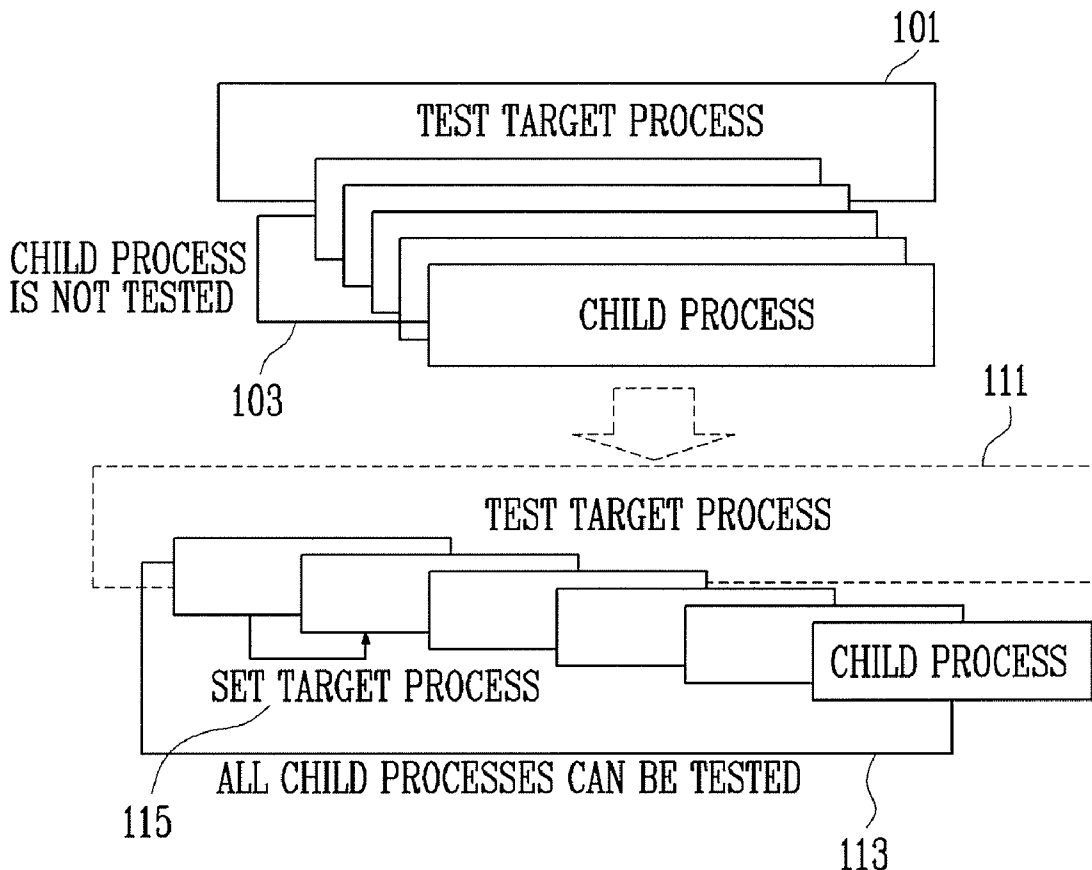 101
TEST TARGET PROCESS
CHILD PROCESS
IS NOT TESTED
CHILD PROCESS
103
111
TEST TARGET PROCESS
CHILD PROCESS
SET TARGET PROCESS
ALL CHILD PROCESSES CAN BE TESTED
115
113